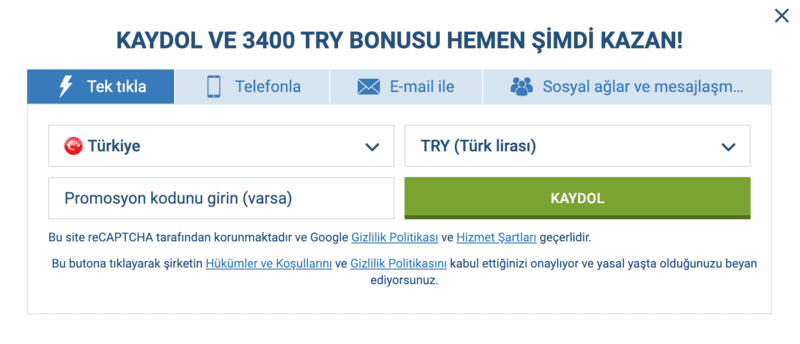 KAYDOL VE 3400 TRY BONUSU HEMEN ŞİMDİ KAZAN!
Tek tıkla
Telefonla
E-mail ile
Sosyal ağlar ve mesajlaşm...
Türkiye
TRY (Türk lirası)
Promosyon kodunu girin (varsa)
KAYDOL
Bu site reCAPTCHA tarafından korunmaktadır ve Google Gizlilik Politikası ve Hizmet Şartları geçerlidir.
Bu butona tıklayarak şirketin Hükümler ve Koşullarını ve Gizlilik Politikasını kabul ettiğinizi onaylıyor ve yasal yaşta olduğunuzu beyan
ediyorsunuz.